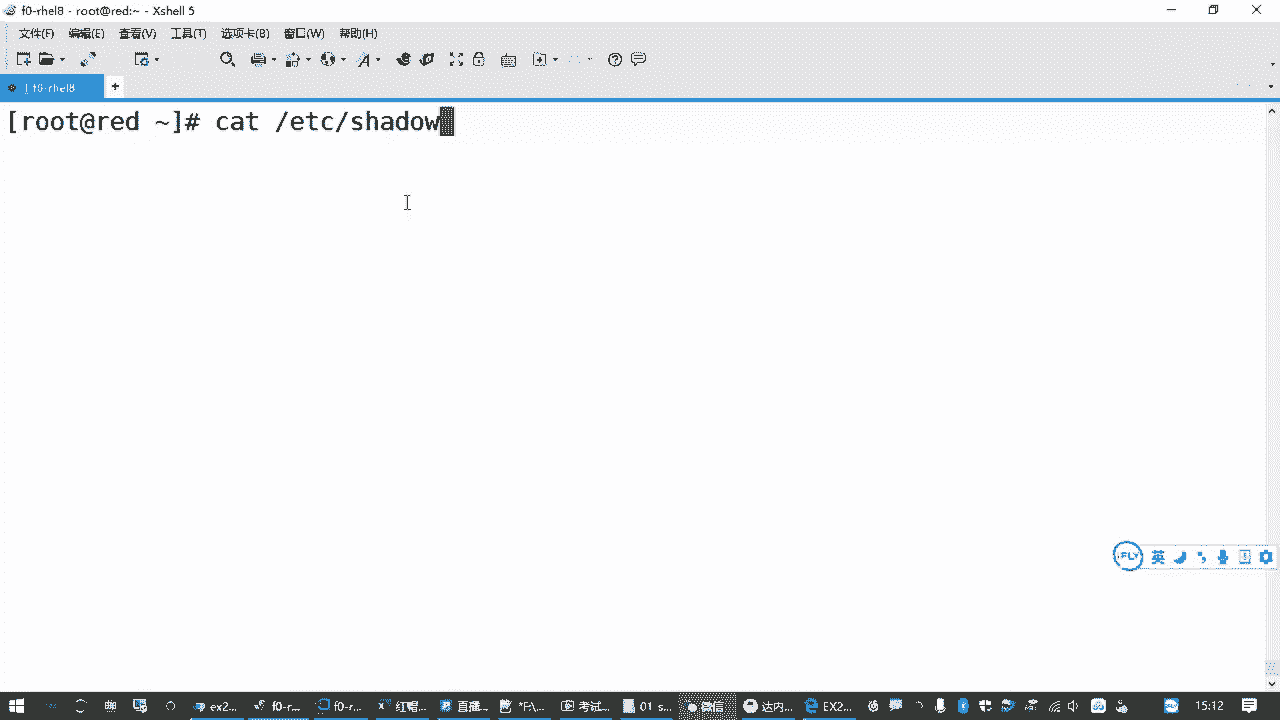 f0-rhel8 - root@red:~ - Xshell 5
文件(F) 编辑(E) 查看(V) 工具(T) 选项卡(B) 窗口(W) 帮助(H)
1 f0-rhel8 +
[root@red ~]# cat /etc/shadow
iFLY 英
ex2... f0-r... f0-r... 红帽... 直播... *F:\... 考试... 01_s... 微信 达内... EX2... 15:12